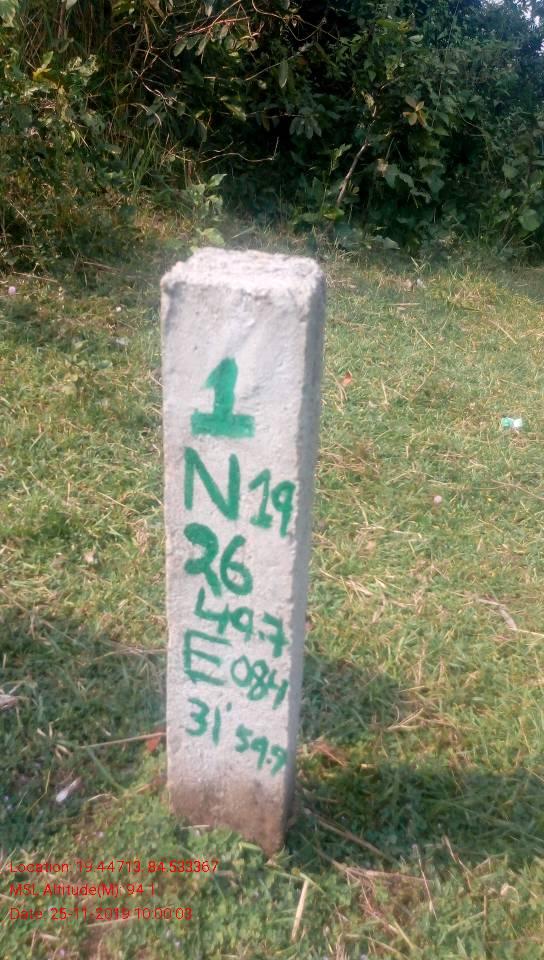 1
N 19
26
49.7
E 084
31' 59.7
Location: 19.44713, 84.533367
MSL Altitude(M): 94.1
Date: 25-11-2019 10:00:03